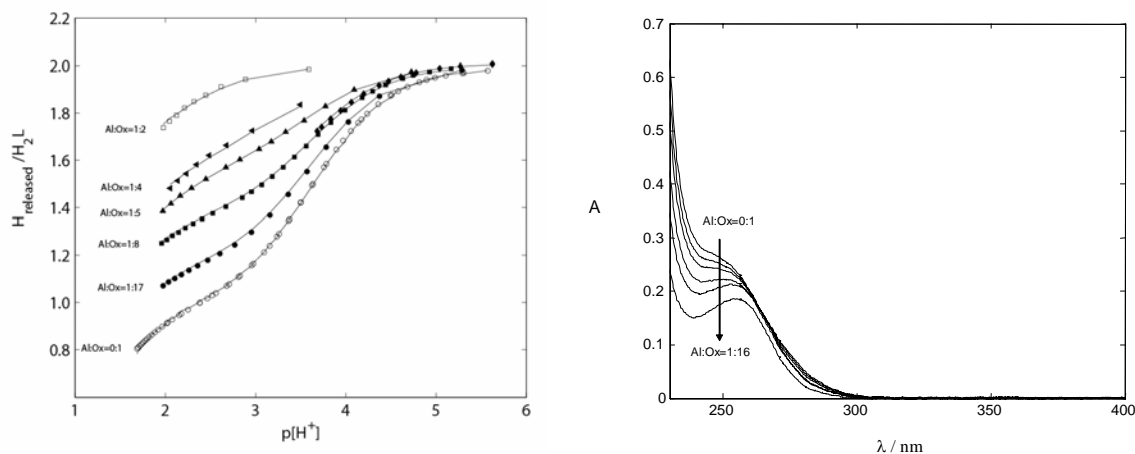 2.2
2.0
1.8
1.6
1.4
1.2
1.0
0.8
H released /H2L
Al:Ox=1:2
Al:Ox=1:4
Al:Ox=1:5
Al:Ox=1:8
Al:Ox=1:17
Al:Ox=0:1
1 2 3 4 5 6
p[H+]
0.7
0.6
0.5
0.4
0.3
0.2
0.1
0
A
Al:Ox=0:1
Al:Ox=1:16
250 300 350 400
λ / nm